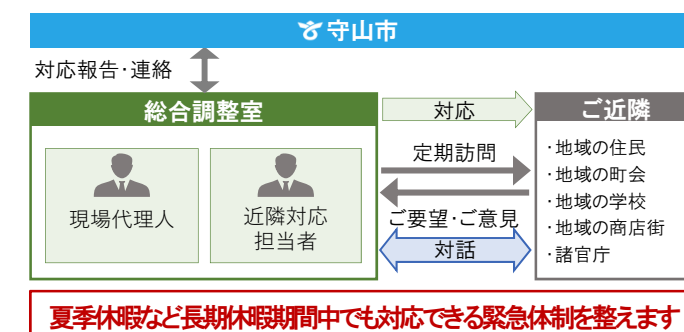 守山市
対応報告・連絡
総合調整室
対応
ご近隣
定期訪問
・地域の住民
・地域の町会
・地域の学校
・地域の商店街
・諸官庁
現場代理人
近隣対応
担当者
ご要望・ご意見
対話
夏季休暇など長期休暇期間中でも対応できる緊急体制を整えます